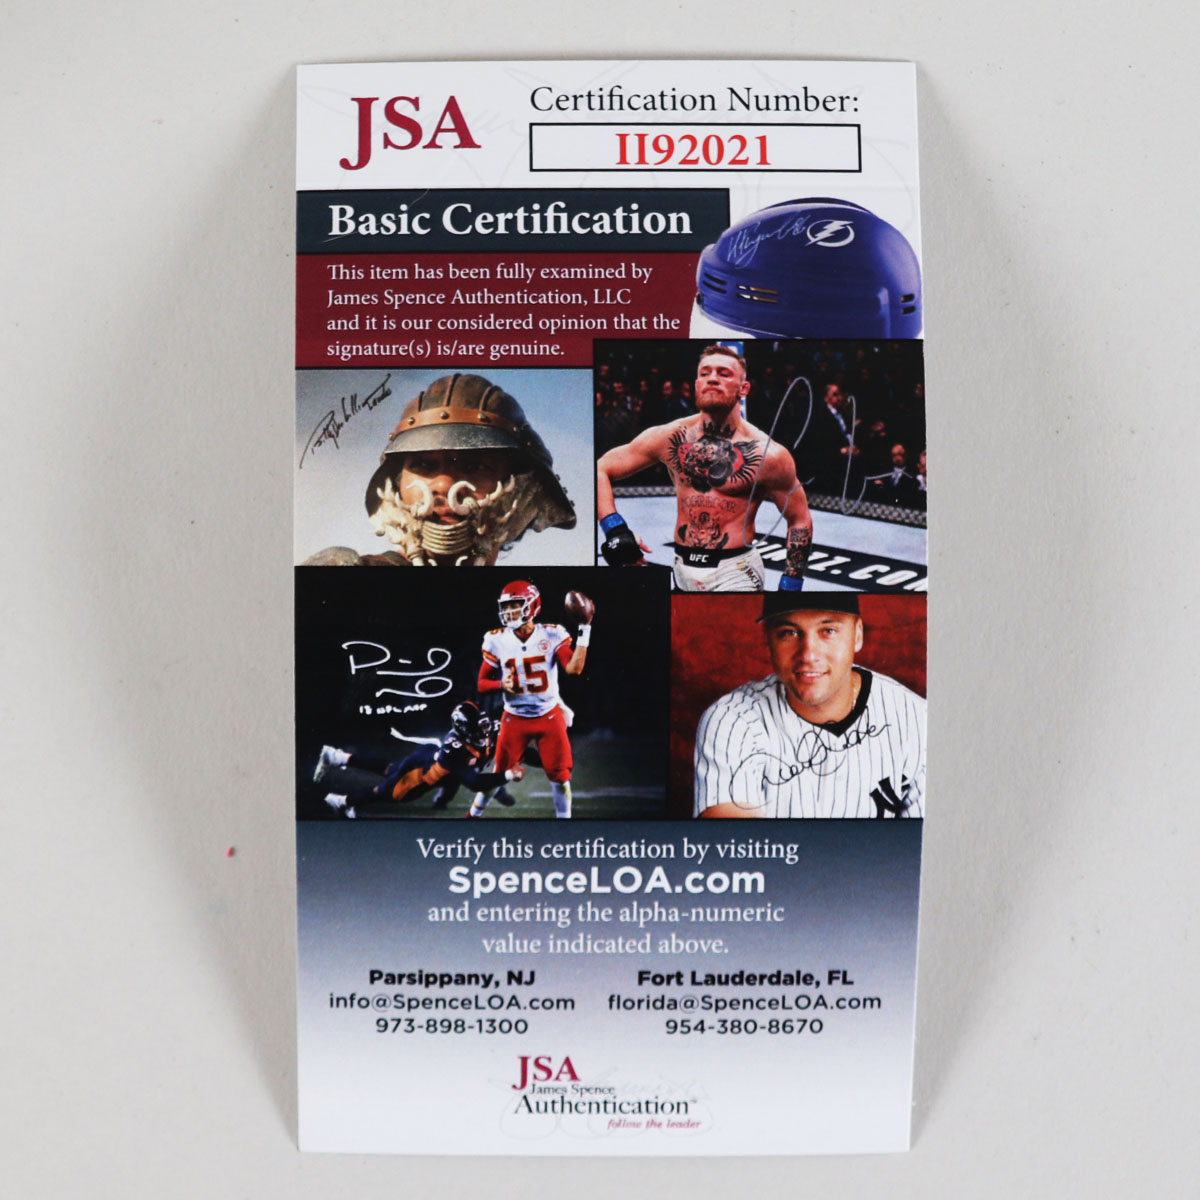 JSA
Certification Number:
II92021
Basic Certification
This item has been fully examined by
James Spence Authentication, LLC
and it is our considered opinion that the
signature(s) is/are genuine.
UFC
15
NY
Verify this certification by visiting
SpenceLOA.com
and entering the alpha-numeric
value indicated above.
Parsippany, NJ
info@SpenceLOA.com
973-898-1300
Fort Lauderdale, FL
florida@SpenceLOA.com
954-380-8670
JSA
James Spence
Authentication™
follow the leader